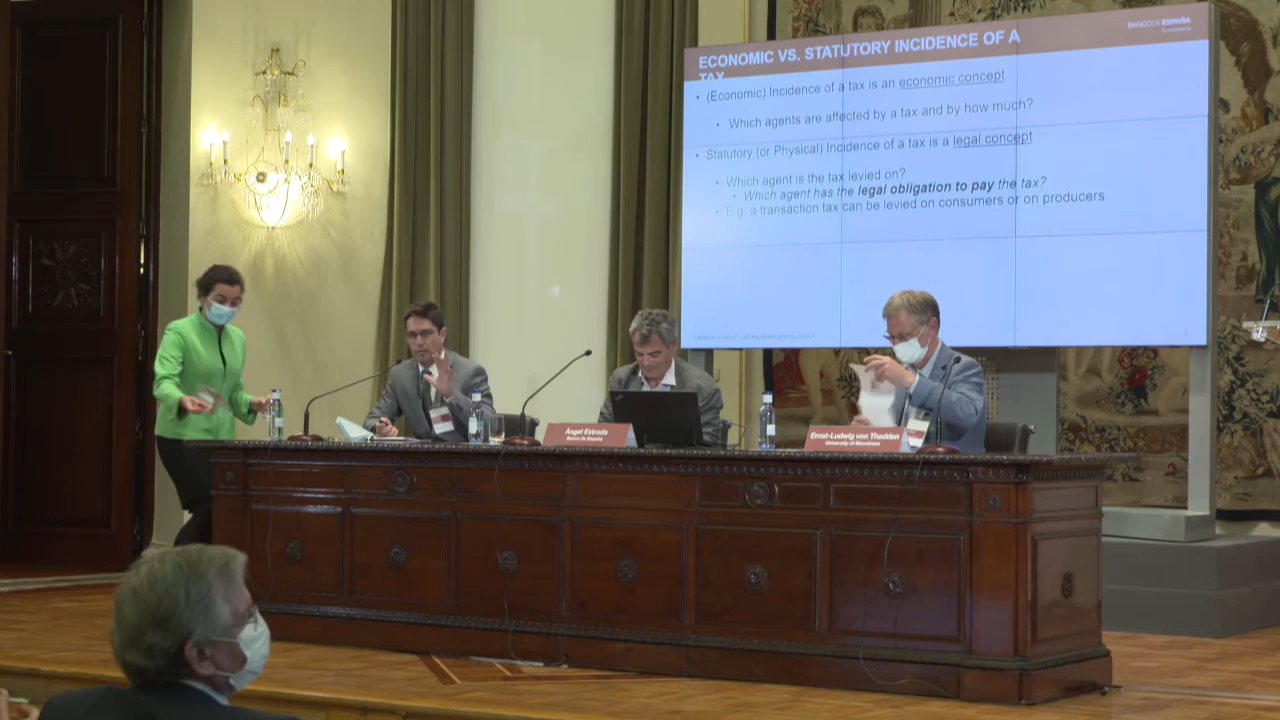 BANCO DE ESPAÑA
Eurosistema
ECONOMIC VS. STATUTORY INCIDENCE OF A
TAX
• (Economic) Incidence of a tax is an economic concept
• Which agents are affected by a tax and by how much?
• Statutory (or Physical) Incidence of a tax is a legal concept
• Which agent is the tax levied on?
• Which agent has the legal obligation to pay the tax?
• E.g. a transaction tax can be levied on consumers or on producers
Ángel Estrada
Banco de España
Ernst-Ludwig von Thadden
University of Mannheim